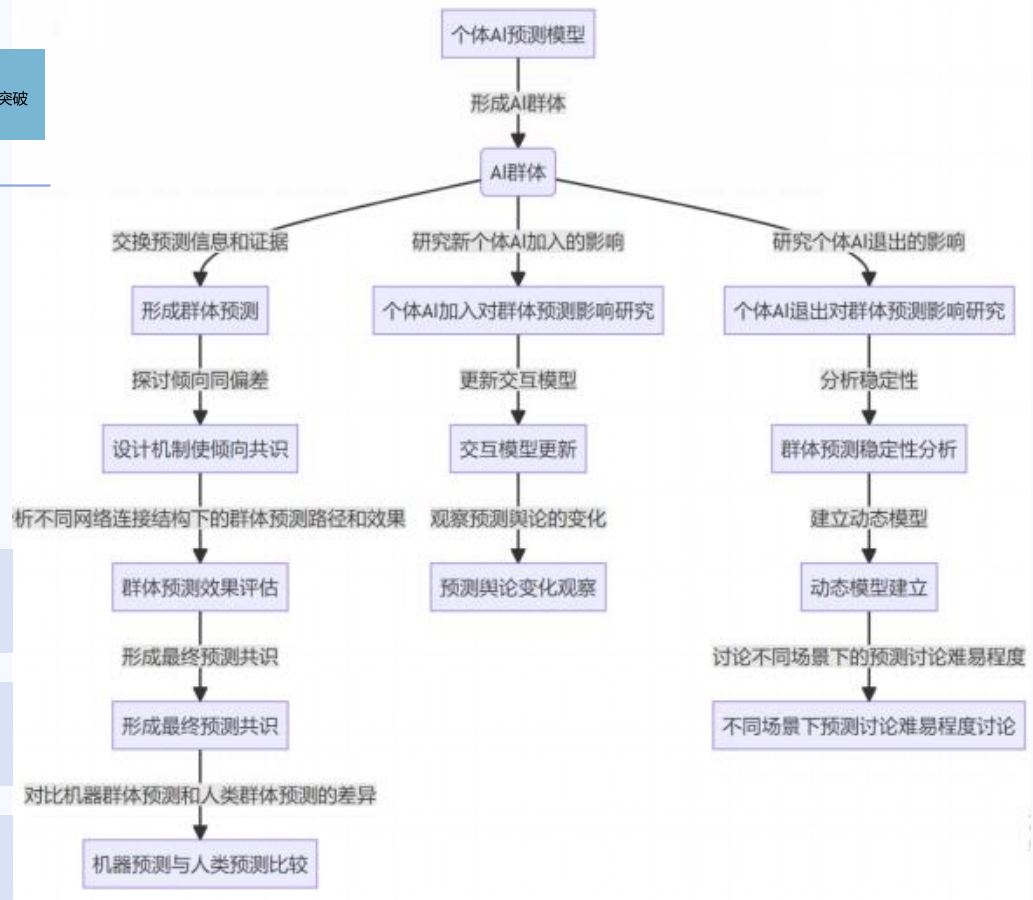 个体AI预测模型
突破
形成AI群体
AI群体
交换预测信息和证据
研究新个体AI加入的影响
研究个体AI退出的影响
形成群体预测
个体AI加入对群体预测影响研究
个体AI退出对群体预测影响研究
探讨倾向同偏差
更新交互模型
分析稳定性
设计机制使倾向共识
交互模型更新
群体预测稳定性分析
析不同网络连接结构下的群体预测路径和效果
观察预测舆论的变化
建立动态模型
群体预测效果评估
预测舆论变化观察
动态模型建立
形成最终预测共识
讨论不同场景下的预测讨论难易程度
形成最终预测共识
不同场景下预测讨论难易程度讨论
对比机器群体预测和人类群体预测的差异
机器预测与人类预测比较